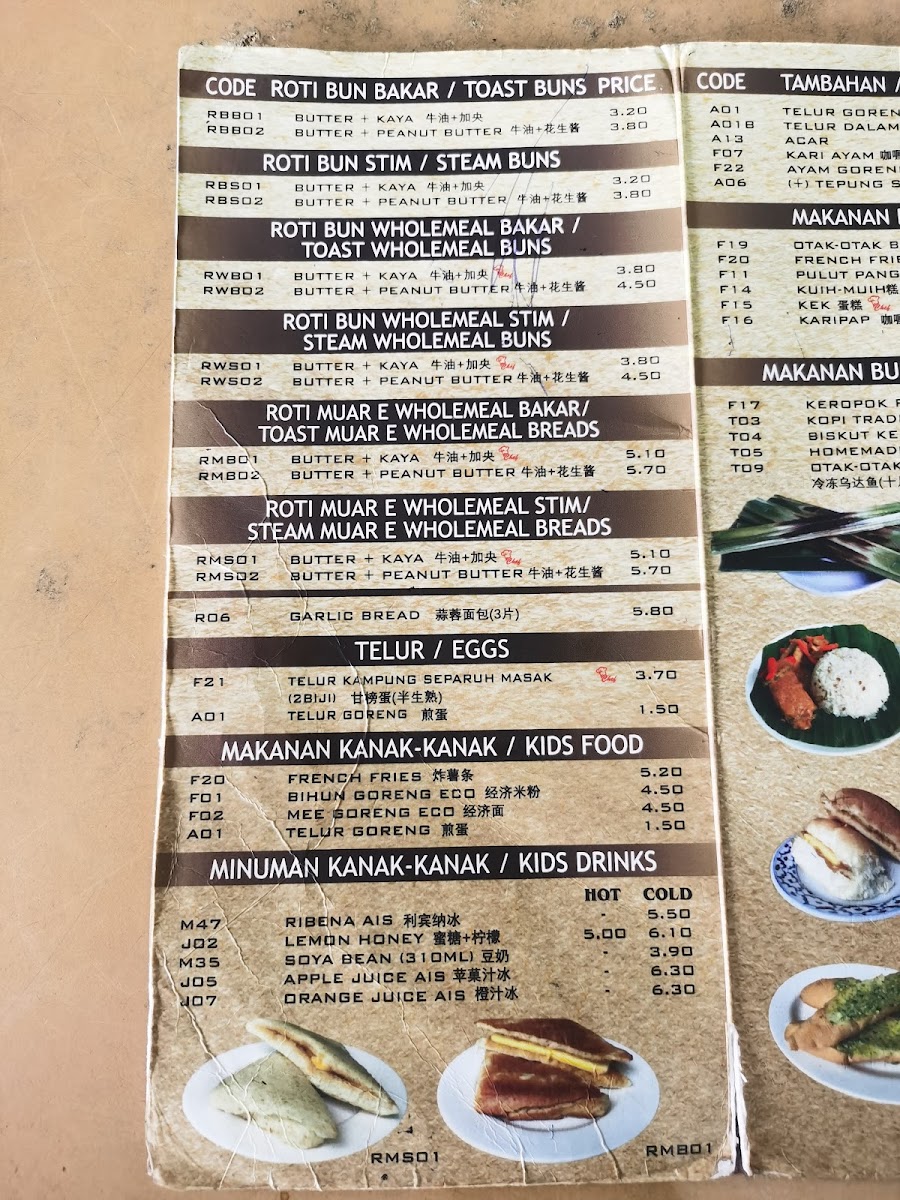 CODE ROTI BUN BAKAR / TOAST BUNS PRICE
RBB01 BUTTER + KAYA 牛油+加央 3.20
RBB02 BUTTER + PEANUT BUTTER 牛油+花生酱 3.80
ROTI BUN STIM / STEAM BUNS
RBS01 BUTTER + KAYA 牛油+加央 3.20
RBS02 BUTTER + PEANUT BUTTER 牛油+花生酱 3.80
ROTI BUN WHOLEMEAL BAKAR /
TOAST WHOLEMEAL BUNS
RWB01 BUTTER + KAYA 牛油+加央 3.80
RWB02 BUTTER + PEANUT BUTTER 牛油+花生酱 4.50
ROTI BUN WHOLEMEAL STIM /
STEAM WHOLEMEAL BUNS
RWS01 BUTTER + KAYA 牛油+加央 3.80
RWS02 BUTTER + PEANUT BUTTER 牛油+花生酱 4.50
ROTI MUAR E WHOLEMEAL BAKAR/
TOAST MUAR E WHOLEMEAL BREADS
RMB01 BUTTER + KAYA 牛油+加央 5.10
RMB02 BUTTER + PEANUT BUTTER 牛油+花生酱 5.70
ROTI MUAR E WHOLEMEAL STIM/
STEAM MUAR E WHOLEMEAL BREADS
RMS01 BUTTER + KAYA 牛油+加央 5.10
RMS02 BUTTER + PEANUT BUTTER 牛油+花生酱 5.70
R06 GARLIC BREAD 蒜蓉面包(3片) 5.80
TELUR / EGGS
F21 TELUR KAMPUNG SEPARUH MASAK 3.70
(2BIJI) 甘榜蛋(半生熟)
A01 TELUR GORENG 煎蛋 1.50
MAKANAN KANAK-KANAK / KIDS FOOD
F20 FRENCH FRIES 炸薯条 5.20
F01 BIHUN GORENG ECO 经济米粉 4.50
F02 MEE GORENG ECO 经济面 4.50
A01 TELUR GORENG 煎蛋 1.50
MINUMAN KANAK-KANAK / KIDS DRINKS
HOT COLD
M47 RIBENA AIS 利宾纳冰 - 5.50
J02 LEMON HONEY 蜜糖+柠檬 5.00 6.10
M35 SOYA BEAN (310ML) 豆奶 - 3.90
J05 APPLE JUICE AIS 苹菓汁冰 - 6.30
J07 ORANGE JUICE AIS 橙汁冰 - 6.30
RMS01
RMB01
CODE TAMBAHAN /
A01 TELUR GOREN
A01B TELUR DALAM
A13 ACAR
F07 KARI AYAM 咖
F22 AYAM GOREN
A06 (+) TEPUNG S
MAKANAN
F19 OTAK-OTAK B
F20 FRENCH FRIE
F11 PULUT PANG
F14 KUIH-MUIH糕
F15 KEK 蛋糕
F16 KARIPAP 咖
MAKANAN BU
F17 KEROPOK
T03 KOPI TRAD
T04 BISKUT KE
T05 HOMEMAD
T09 OTAK-OTAK
冷冻乌达鱼(十